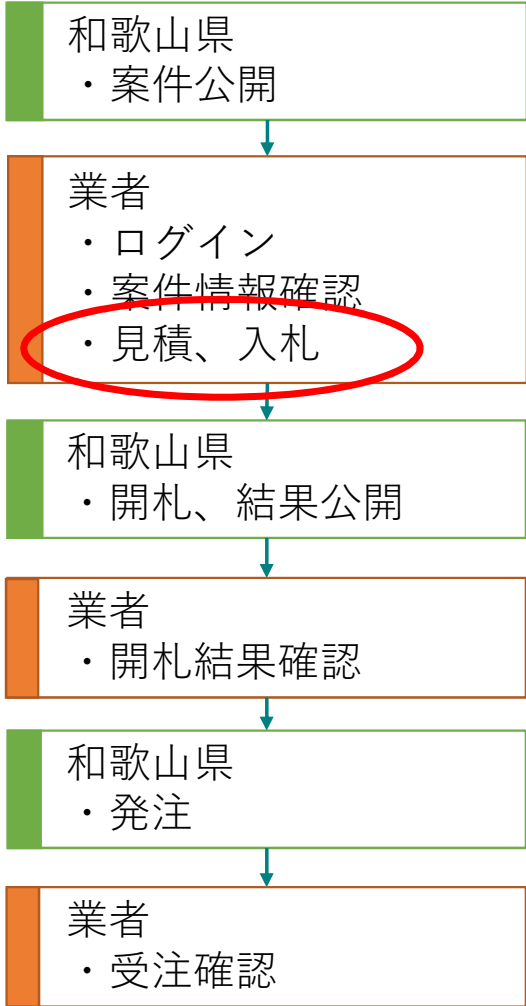 和歌山県
・案件公開
業者
・ログイン
・案件情報確認
・見積、入札
和歌山県
・開札、結果公開
業者
・開札結果確認
和歌山県
・発注
業者
・受注確認